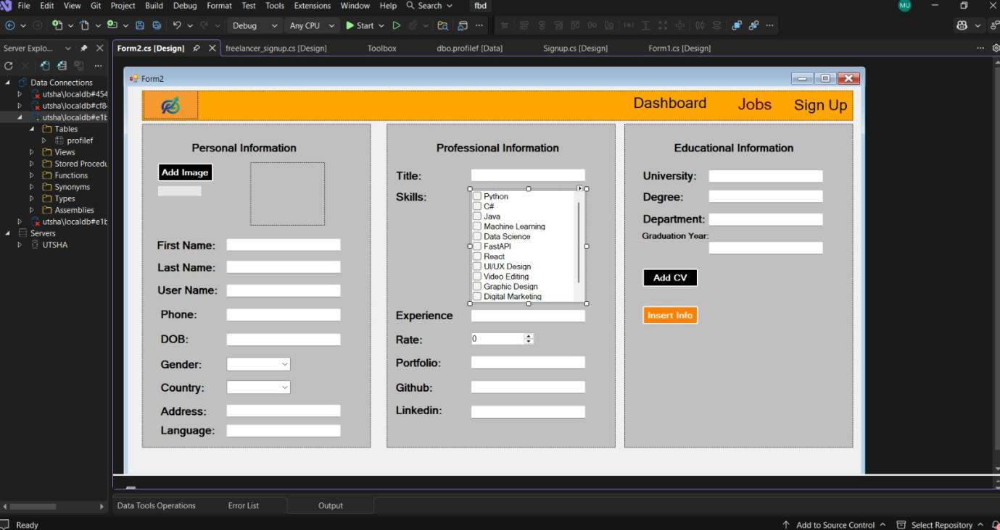 File Edit View Git Project Build Debug Format Test Tools Extensions Window Help Search fbd MU
Debug Any CPU Start
Server Explo... Form2.cs [Design] freelancer_signup.cs [Design] Toolbox dbo.profilef [Data] Signup.cs [Design] Form1.cs [Design]
Data Connections
utsha\localdb#454
utsha\localdb#cf8
utsha\localdb#e1b
Tables
profilef
Views
Stored Procedu
Functions
Synonyms
Types
Assemblies
utsha\localdb#e1b
Servers
UTSHA
Form2
Dashboard Jobs Sign Up
Personal Information
Add Image
First Name:
Last Name:
User Name:
Phone:
DOB:
Gender:
Country:
Address:
Language:
Professional Information
Title:
Skills:
Python
C#
Java
Machine Learning
Data Science
FastAPI
React
UI/UX Design
Video Editing
Graphic Design
Digital Marketing
Experience
Rate: 0
Portfolio:
Github:
Linkedin:
Educational Information
University:
Degree:
Department:
Graduation Year:
Add CV
Insert Info
Data Tools Operations Error List Output
Ready Add to Source Control Select Repository